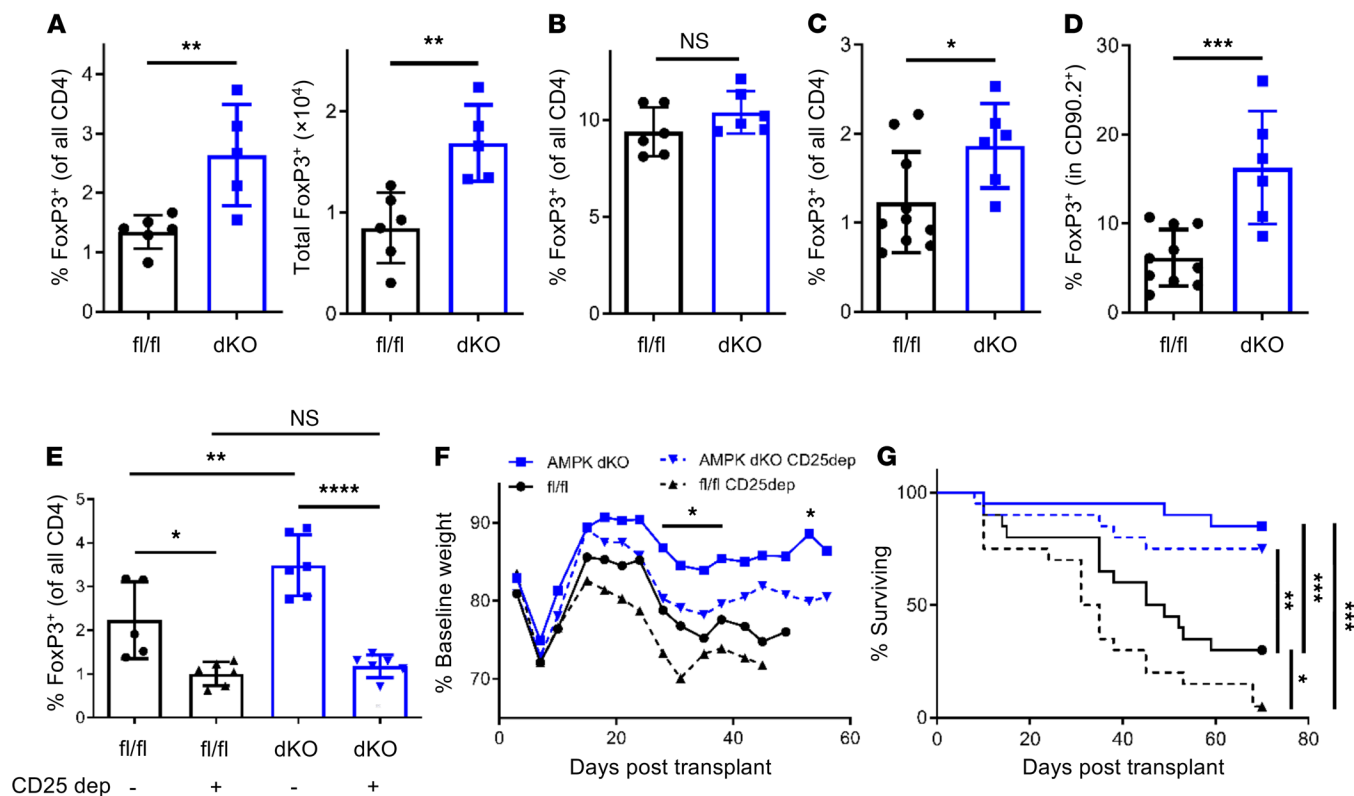 A
% FoxP3⁺ (of all CD4)
4
3
2
1
0
**
fl/fl
dKO
Total FoxP3⁺ (×10⁴)
2
1
0
**
fl/fl
dKO
B
% FoxP3⁺ (of all CD4)
10
5
0
NS
fl/fl
dKO
C
% FoxP3⁺ (of all CD4)
3
2
1
0
*
fl/fl
dKO
D
% FoxP3⁺ (in CD90.2⁺)
30
20
10
0
***
fl/fl
dKO
E
% FoxP3⁺ (of all CD4)
5
4
3
2
1
0
NS
**
****
*
fl/fl
fl/fl
dKO
dKO
CD25 dep - + - +
F
AMPK dKO
AMPK dKO CD25dep
fl/fl
fl/fl CD25dep
% Baseline weight
90
80
70
*
*
0 20 40 60
Days post transplant
G
% Surviving
100
50
0
**
***
***
*
0 20 40 60 80
Days post transplant